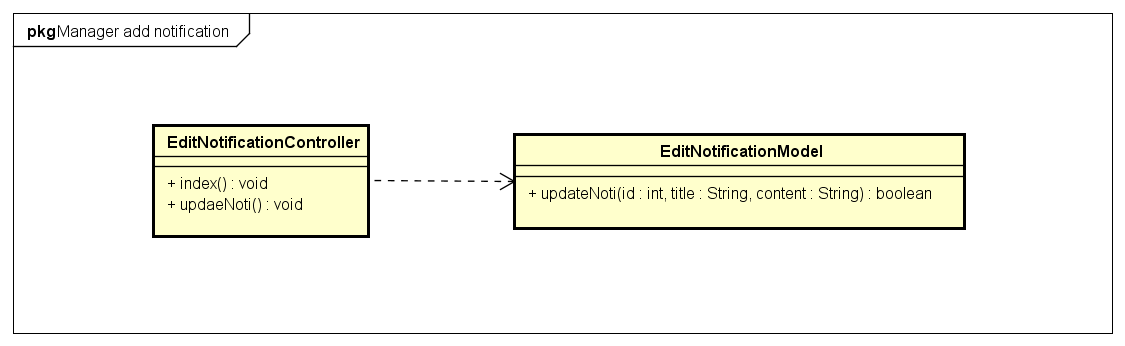 pkgManager add notification
EditNotificationController
+ index() : void
+ updaeNoti() : void
EditNotificationModel
+ updateNoti(id : int, title : String, content : String) : boolean